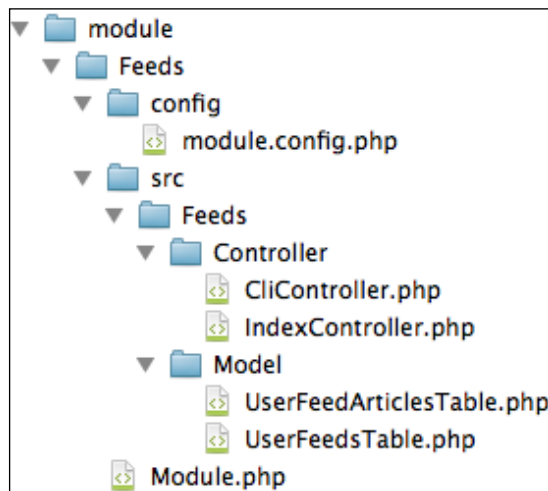 module
Feeds
config
module.config.php
src
Feeds
Controller
CliController.php
IndexController.php
Model
UserFeedArticlesTable.php
UserFeedsTable.php
Module.php